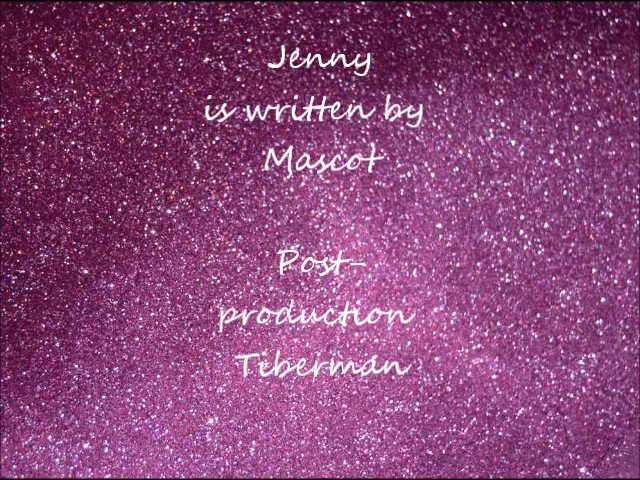 Jenny
is written by
Mascot
Post-
production
Tiberman